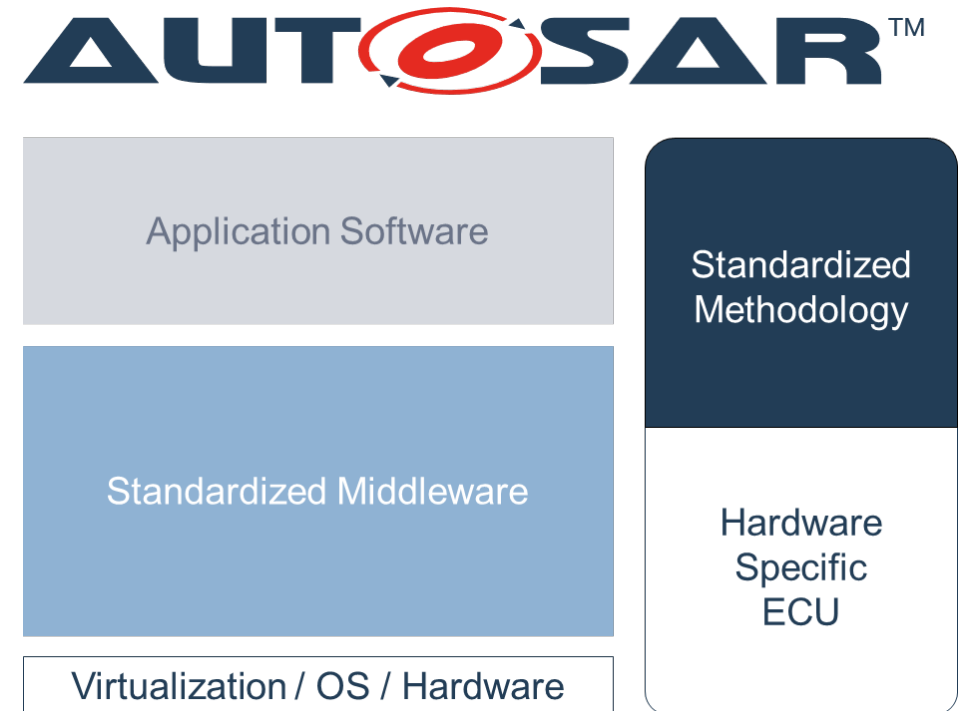 AUTOSAR™
Application Software
Standardized Middleware
Virtualization / OS / Hardware
Standardized
Methodology
Hardware
Specific
ECU